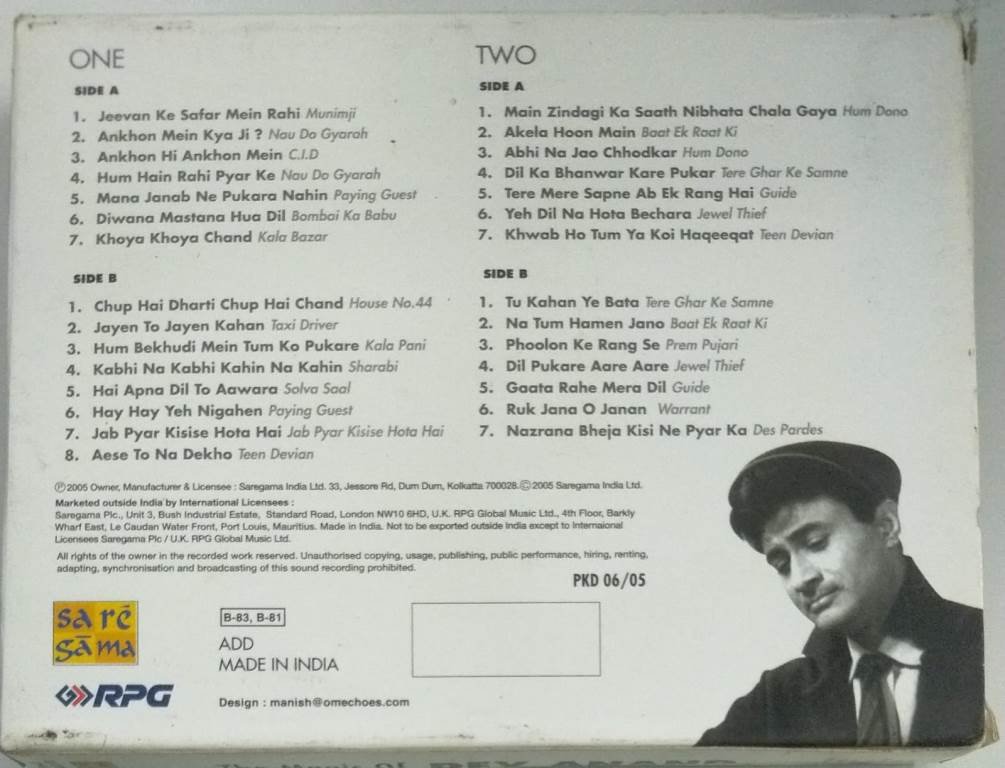 ONE
SIDE A
1. Jeevan Ke Safar Mein Rahi Munimji
2. Ankhon Mein Kya Ji ? Nau Do Gyarah
3. Ankhon Hi Ankhon Mein C.I.D
4. Hum Hain Rahi Pyar Ke Nau Do Gyarah
5. Mana Janab Ne Pukara Nahin Paying Guest
6. Diwana Mastana Hua Dil Bombai Ka Babu
7. Khoya Khoya Chand Kala Bazar
SIDE B
1. Chup Hai Dharti Chup Hai Chand House No.44
2. Jayen To Jayen Kahan Taxi Driver
3. Hum Bekhudi Mein Tum Ko Pukare Kala Pani
4. Kabhi Na Kabhi Kahin Na Kahin Sharabi
5. Hai Apna Dil To Aawara Solva Saal
6. Hay Hay Yeh Nigahen Paying Guest
7. Jab Pyar Kisise Hota Hai Jab Pyar Kisise Hota Hai
8. Aese To Na Dekho Teen Devian
TWO
SIDE A
1. Main Zindagi Ka Saath Nibhata Chala Gaya Hum Dono
2. Akela Hoon Main Baat Ek Raat Ki
3. Abhi Na Jao Chhodkar Hum Dono
4. Dil Ka Bhanwar Kare Pukar Tere Ghar Ke Samne
5. Tere Mere Sapne Ab Ek Rang Hai Guide
6. Yeh Dil Na Hota Bechara Jewel Thief
7. Khwab Ho Tum Ya Koi Haqeeqat Teen Devian
SIDE B
1. Tu Kahan Ye Bata Tere Ghar Ke Samne
2. Na Tum Hamen Jano Baat Ek Raat Ki
3. Phoolon Ke Rang Se Prem Pujari
4. Dil Pukare Aare Aare Jewel Thief
5. Gaata Rahe Mera Dil Guide
6. Ruk Jana O Janan Warrant
7. Nazrana Bheja Kisi Ne Pyar Ka Des Pardes
Ⓟ2005 Owner, Manufacturer & Licensee : Saregama India Ltd. 33, Jessore Rd, Dum Dum, Kolkatta 700028.Ⓒ2005 Saregama India Ltd.
Marketed outside India by International Licensees :
Saregama Plc., Unit 3, Bush Industrial Estate, Standard Road, London NW10 6HD, U.K. RPG Global Music Ltd., 4th Floor, Barkly
Wharf East, Le Caudan Water Front, Port Louis, Mauritius. Made in India. Not to be exported outside India except to Internaional
Licensees Saregama Plc / U.K. RPG Global Music Ltd.
All rights of the owner in the recorded work reserved. Unauthorised copying, usage, publishing, public performance, hiring, renting,
adapting, synchronisation and broadcasting of this sound recording prohibited.
PKD 06/05
sa ré
gāma
RPG
B-83, B-81
ADD
MADE IN INDIA
Design : manish@omechoes.com
The Magic Of DEV ANAND